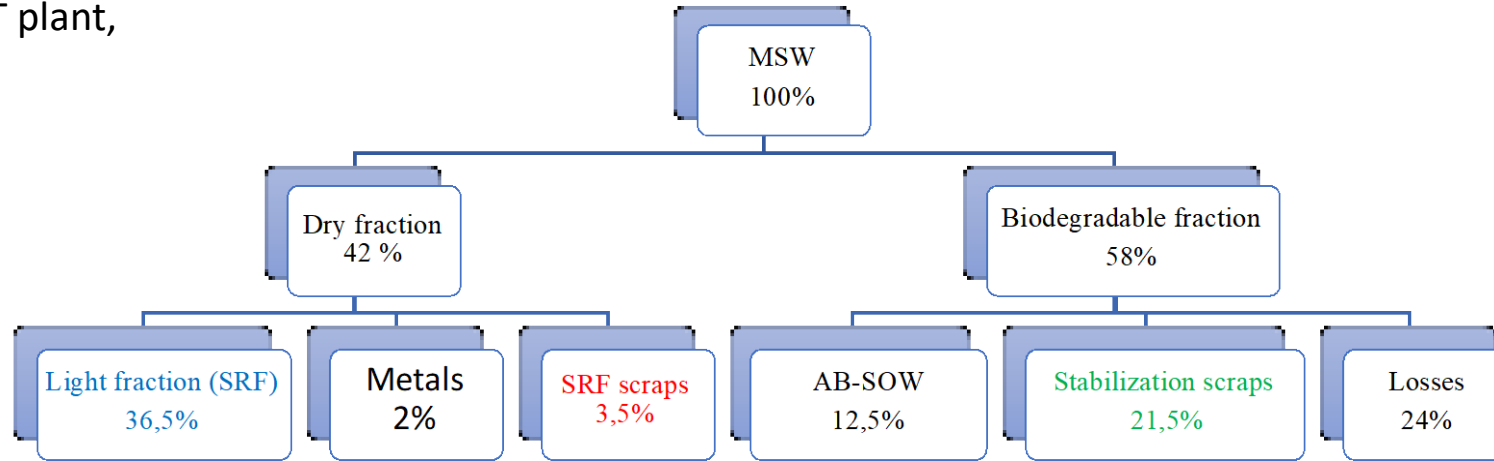 T plant,
MSW
100%
Dry fraction
42 %
Biodegradable fraction
58%
Light fraction (SRF)
36,5%
Metals
2%
SRF scraps
3,5%
AB-SOW
12,5%
Stabilization scraps
21,5%
Losses
24%